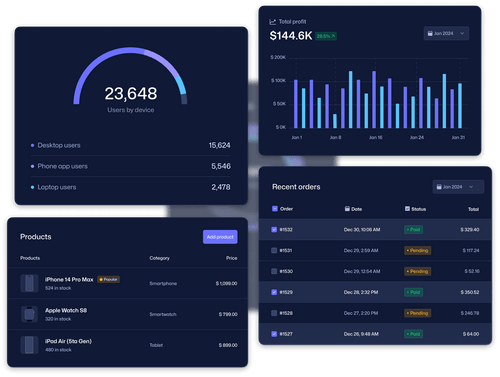 23,648
Users by device
Desktop users 15,624
Phone app users 5,546
Laptop users 2,478
Total profit
$144.6K
Jan 2024
$ 200K
$ 100K
$ 50K
$ 0K
Jan 1 Jan 8 Jan 16 Jan 24 Jan 31
Products
Add product
Products Category Price
iPhone 14 Pro Max Popular
524 in stock
Smartphone $ 1,099.00
Apple Watch S8
320 in stock
Smartwatch $ 799.00
iPad Air (5to Gen)
480 in stock
Tablet $ 899.00
Recent orders
Jan 2024
Order Date Status Total
#1532 Dec 30, 10:06 AM Paid $ 329.40
#1531 Dec 29, 2:59 AM Pending $ 117.24
#1530 Dec 29, 12:54 AM Pending $ 52.16
#1529 Dec 28, 2:32 PM Paid $ 350.52
#1528 Dec 27, 2:20 PM Pending $ 246.78
#1527 Dec 26, 9:48 AM Paid $ 64.00